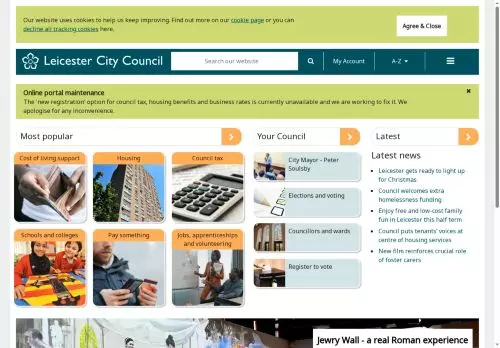 Our website uses cookies to help us keep improving. Find out more on our cookie page or you can
decline all tracking cookies here.
Agree & Close
Leicester City Council
Search our website
My Account
A-Z
Online portal maintenance
The 'new registration' option for council tax, housing benefits and business rates is currently unavailable and we are working to fix it. We
apologise for any inconvenience.
Most popular
Your Council
Latest
Cost of living support
Housing
Council tax
Schools and colleges
Pay something
Jobs, apprenticeships
and volunteering
City Mayor - Peter
Soulsby
Elections and voting
Councillors and wards
Register to vote
Latest news
Leicester gets ready to light up
for Christmas
Council welcomes extra
homelessness funding
Enjoy free and low-cost family
fun in Leicester this half term
Council puts tenants' voices at
centre of housing services
New film reinforces crucial role
of foster carers
Jewry Wall - a real Roman experience